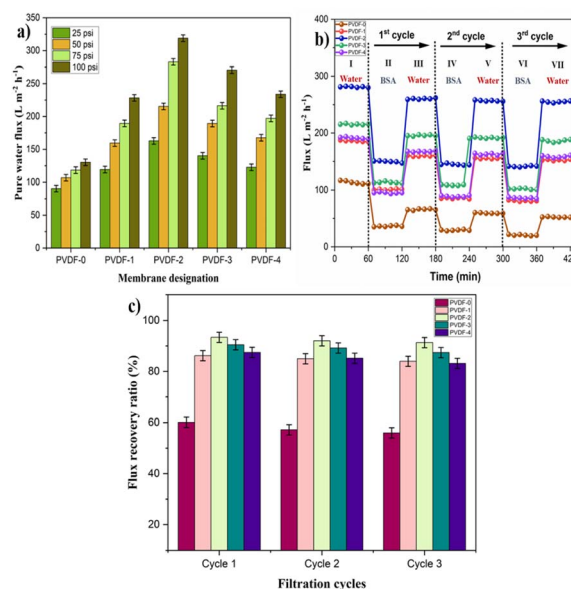 a)
25 psi
50 psi
75 psi
100 psi
Pure water flux (L m⁻² h⁻¹)
350
300
250
200
150
100
50
0
PVDF-0 PVDF-1 PVDF-2 PVDF-3 PVDF-4
Membrane designation
b)
PVDF-0
PVDF-1
PVDF-2
PVDF-3
PVDF-4
1st cycle 2nd cycle 3rd cycle
I II III IV V VI VII
Water BSA Water BSA Water BSA Water
Flux (L m⁻² h⁻¹)
400
300
200
100
0
0 60 120 180 240 300 360 42
Time (min)
c)
PVDF-0
PVDF-1
PVDF-2
PVDF-3
PVDF-4
Flux recovery ratio (%)
100
80
60
40
20
Cycle 1 Cycle 2 Cycle 3
Filtration cycles